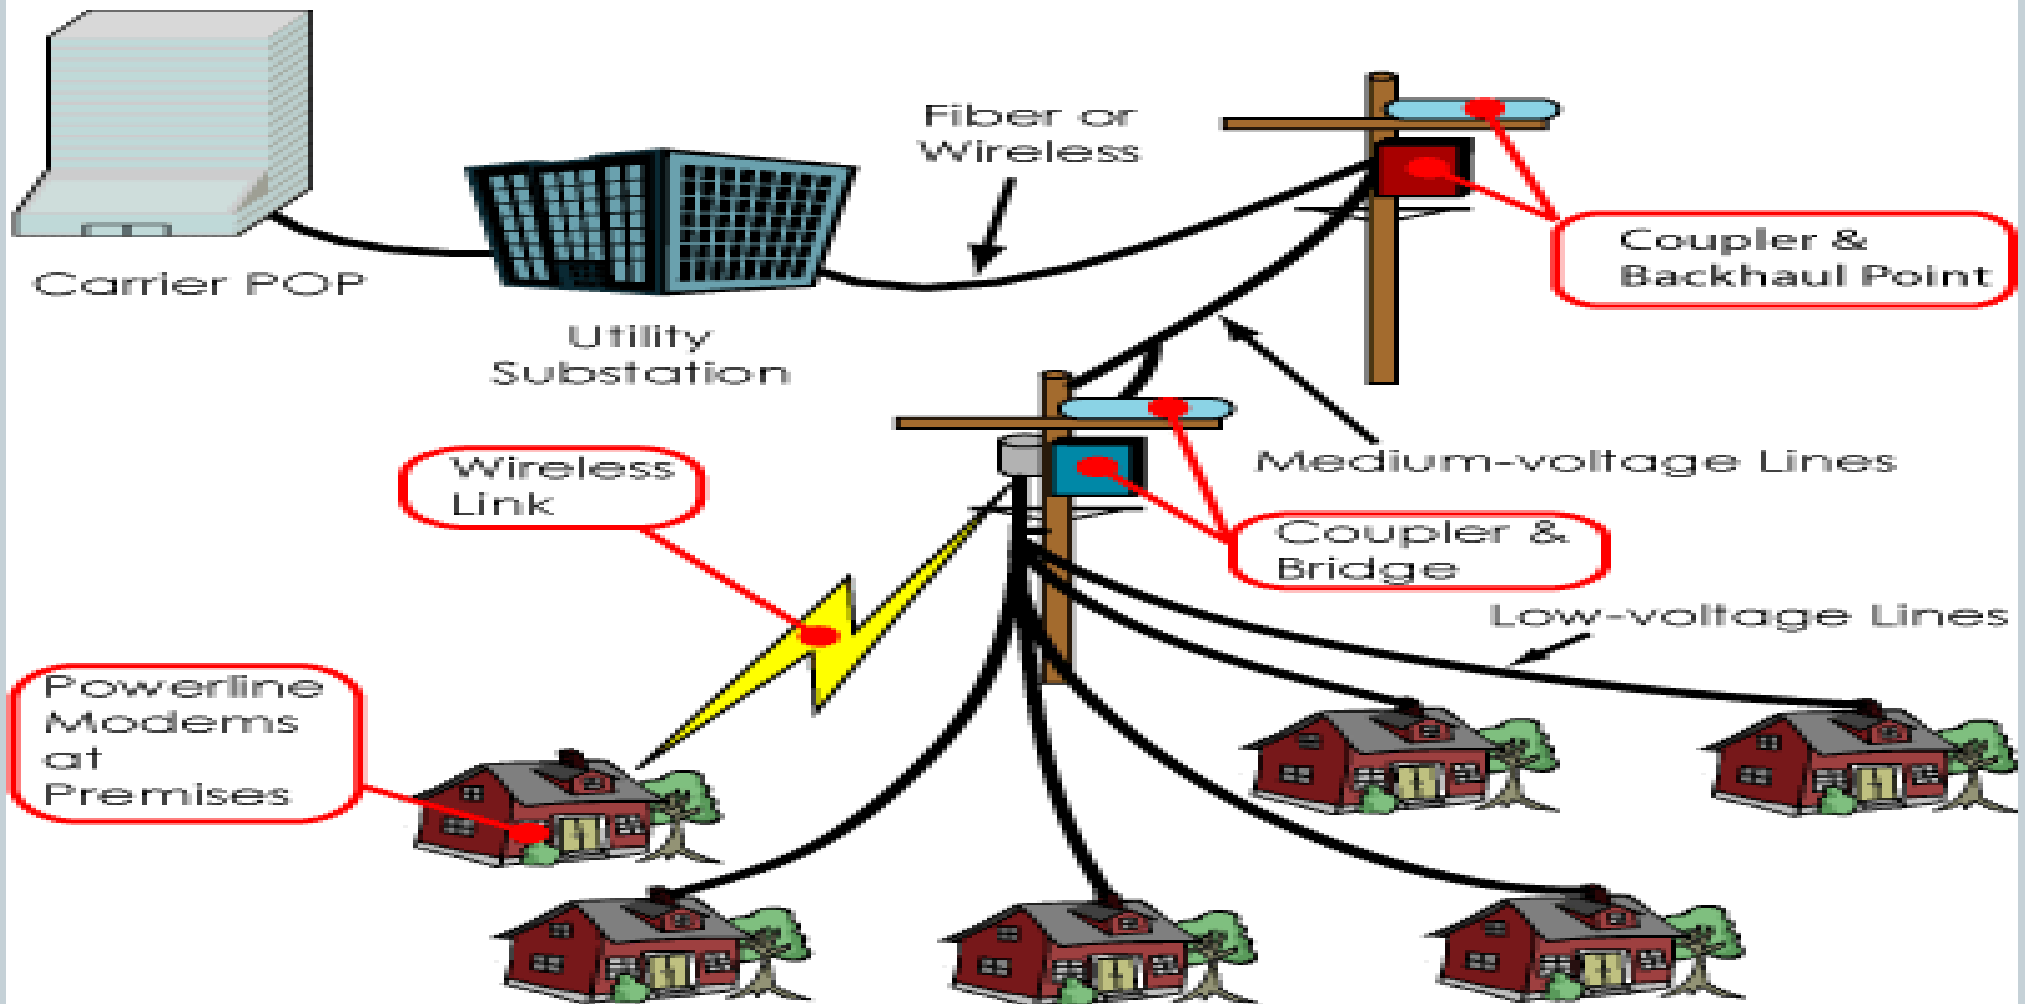 Fiber or
Wireless
Coupler &
Backhaul Point
Carrier POP
Utility
Substation
Medium-voltage Lines
Wireless
Link
Coupler &
Bridge
Low-voltage Lines
Powerline
Modems
at
Premises